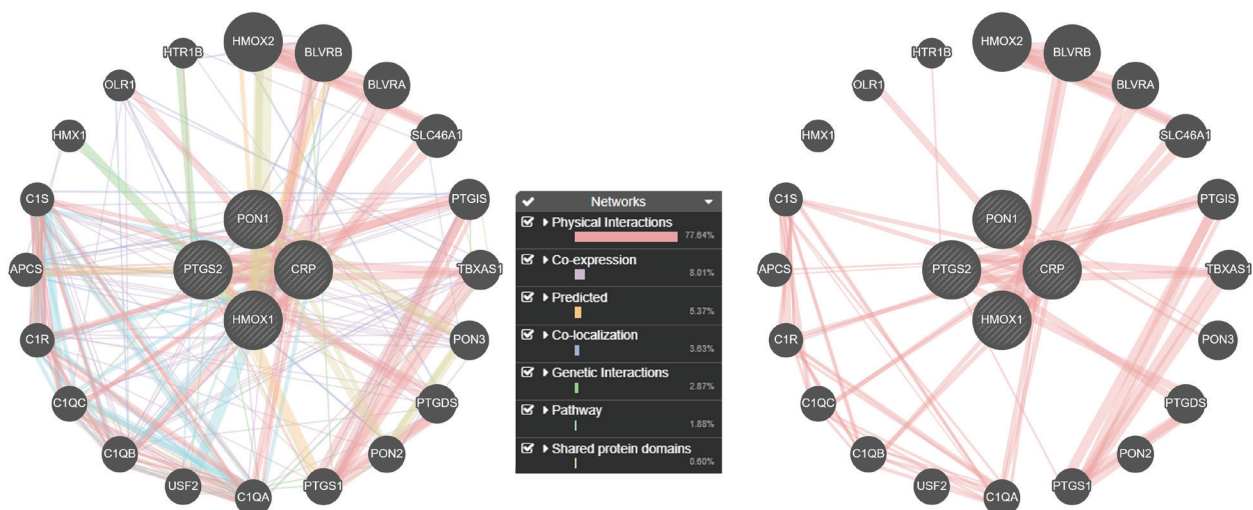 HMOX2
BLVRB
BLVRA
SLC46A1
PTGIS
TBXAS1
PON3
PTGDS
PON2
PTGS1
C1QA
USF2
C1QB
C1QC
C1R
APCS
C1S
HMX1
OLR1
HTR1B
PON1
PTGS2
CRP
HMOX1
Networks
Physical Interactions
77.64%
Co-expression
8.01%
Predicted
5.37%
Co-localization
3.63%
Genetic Interactions
2.87%
Pathway
1.88%
Shared protein domains
0.60%
HMOX2
BLVRB
BLVRA
SLC46A1
PTGIS
TBXAS1
PON3
PTGDS
PON2
PTGS1
C1QA
USF2
C1QB
C1QC
C1R
APCS
C1S
HMX1
OLR1
HTR1B
PON1
PTGS2
CRP
HMOX1